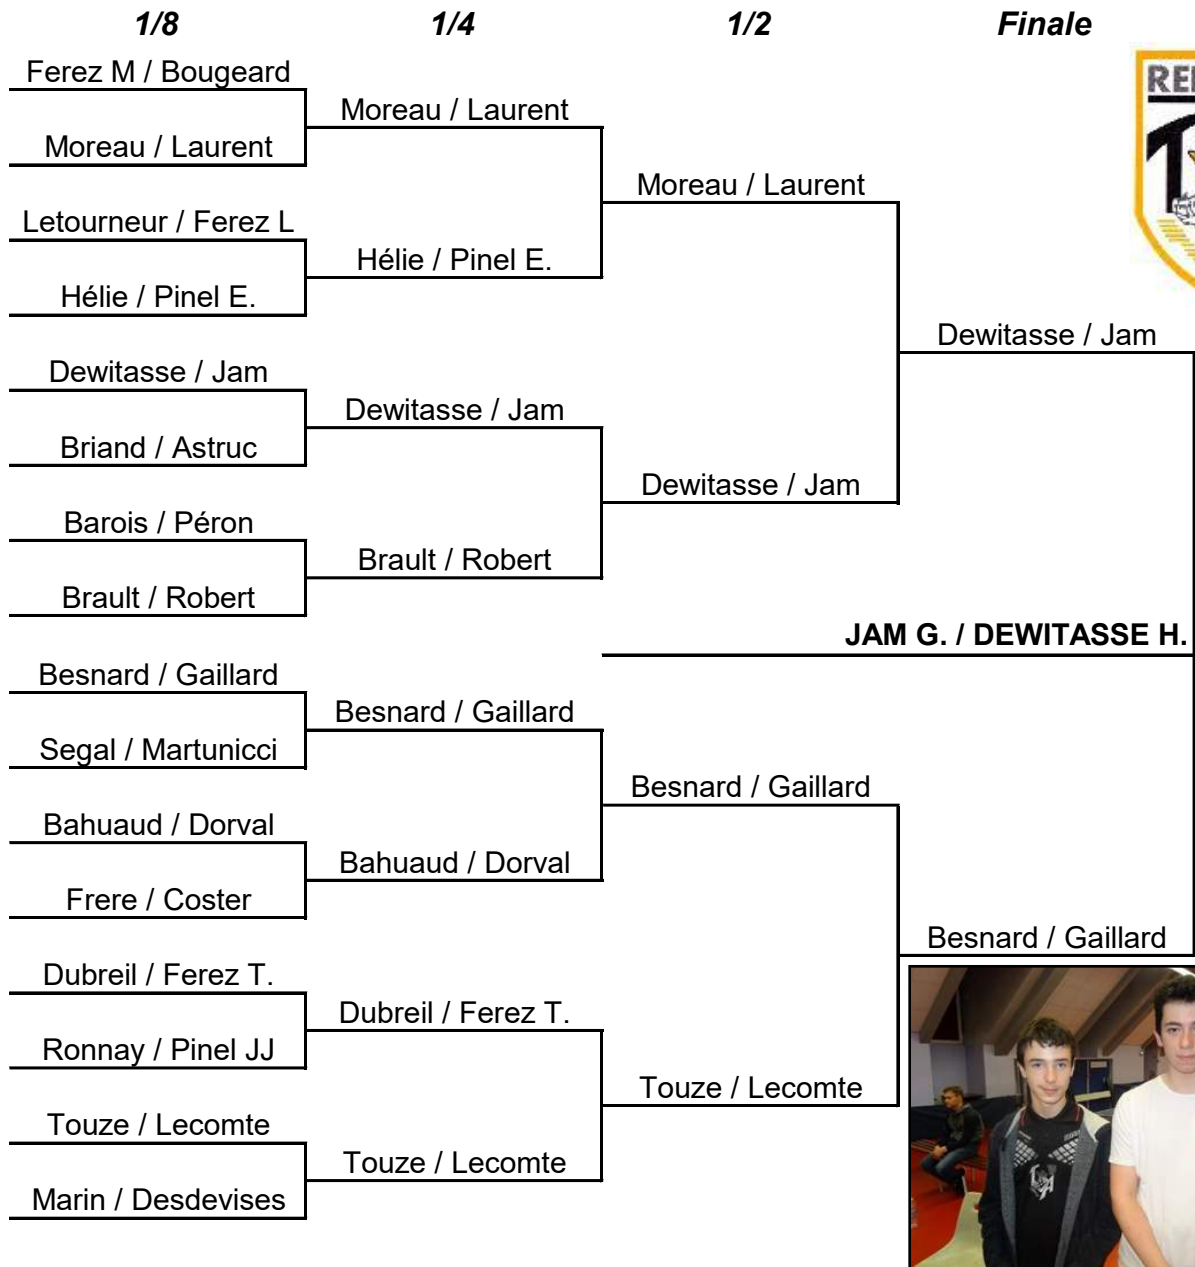 1/8 1/4 1/2 Finale
Ferez M / Bougeard
Moreau / Laurent
Moreau / Laurent
Moreau / Laurent
Letourneur / Ferez L
Hélie / Pinel E.
Hélie / Pinel E.
Dewitasse / Jam
Dewitasse / Jam
Dewitasse / Jam
Briand / Astruc
Dewitasse / Jam
Barois / Péron
Brault / Robert
Brault / Robert
JAM G. / DEWITASSE H.
Besnard / Gaillard
Besnard / Gaillard
Segal / Martunicci
Besnard / Gaillard
Bahuaud / Dorval
Bahuaud / Dorval
Frere / Coster
Besnard / Gaillard
Dubreil / Ferez T.
Dubreil / Ferez T.
Ronnay / Pinel JJ
Touze / Lecomte
Touze / Lecomte
Touze / Lecomte
Marin / Desdevises